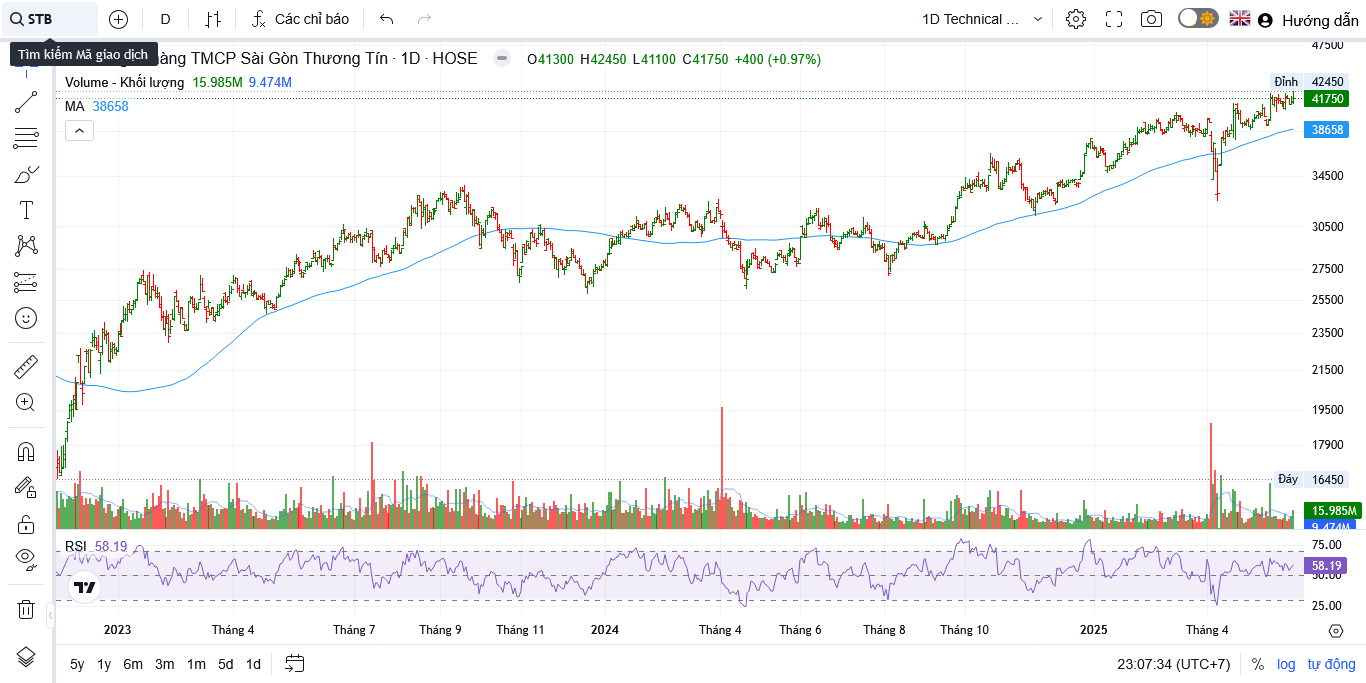 STB
D
Các chỉ báo
1D Technical ...
Hướng dẫn
Tìm kiếm Mã giao dịch
àng TMCP Sài Gòn Thương Tín · 1D · HOSE
O41300 H42450 L41100 C41750 +400 (+0.97%)
Volume - Khối lượng 15.985M 9.474M
MA 38658
47500
Đỉnh 42450
41750
38658
34500
30500
27500
25500
23500
21500
19500
17900
Đáy 16450
15.985M
9.474M
RSI 58.19
75.00
58.19
50.00
25.00
2023 Tháng 4 Tháng 7 Tháng 9 Tháng 11 2024 Tháng 4 Tháng 6 Tháng 8 Tháng 10 2025 Tháng 4
5y 1y 6m 3m 1m 5d 1d
23:07:34 (UTC+7) % log tự động